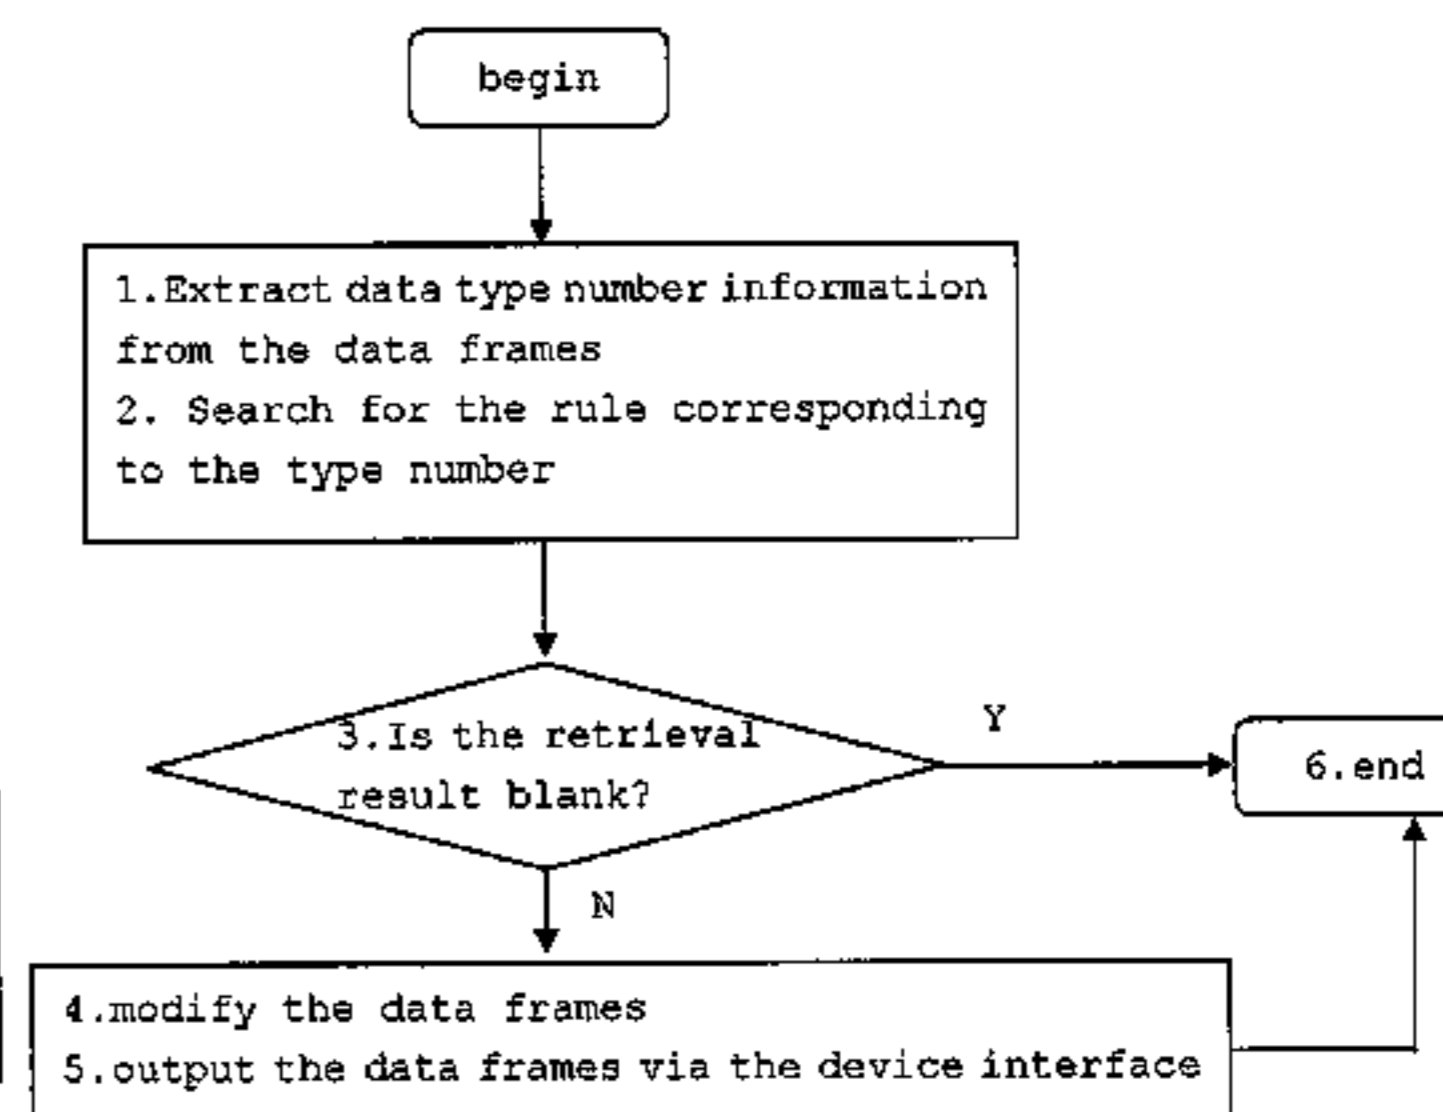 begin
1.Extract data type number information
from the data frames
2. Search for the rule corresponding
to the type number
3.Is the retrieval
result blank?
Y
6.end
N
4.modify the data frames
5.output the data frames via the device interface